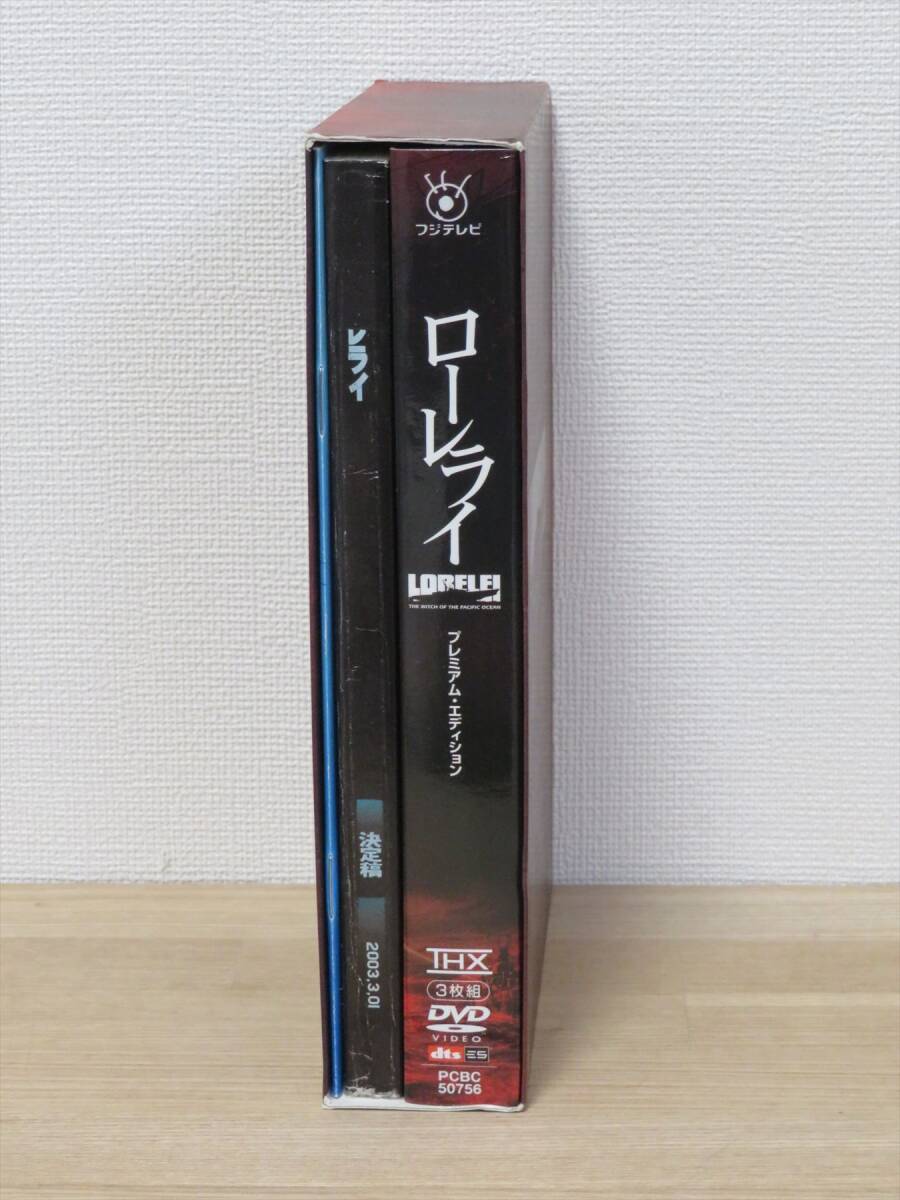 レライ
決定稿
2003.3.01
フジテレビ
ローレライ
LORELEI
THE WITCH OF THE PACIFIC OCEAN
プレミアム・エディション
THX
3枚組
DVD
VIDEO
dts ES
PCBC
50756